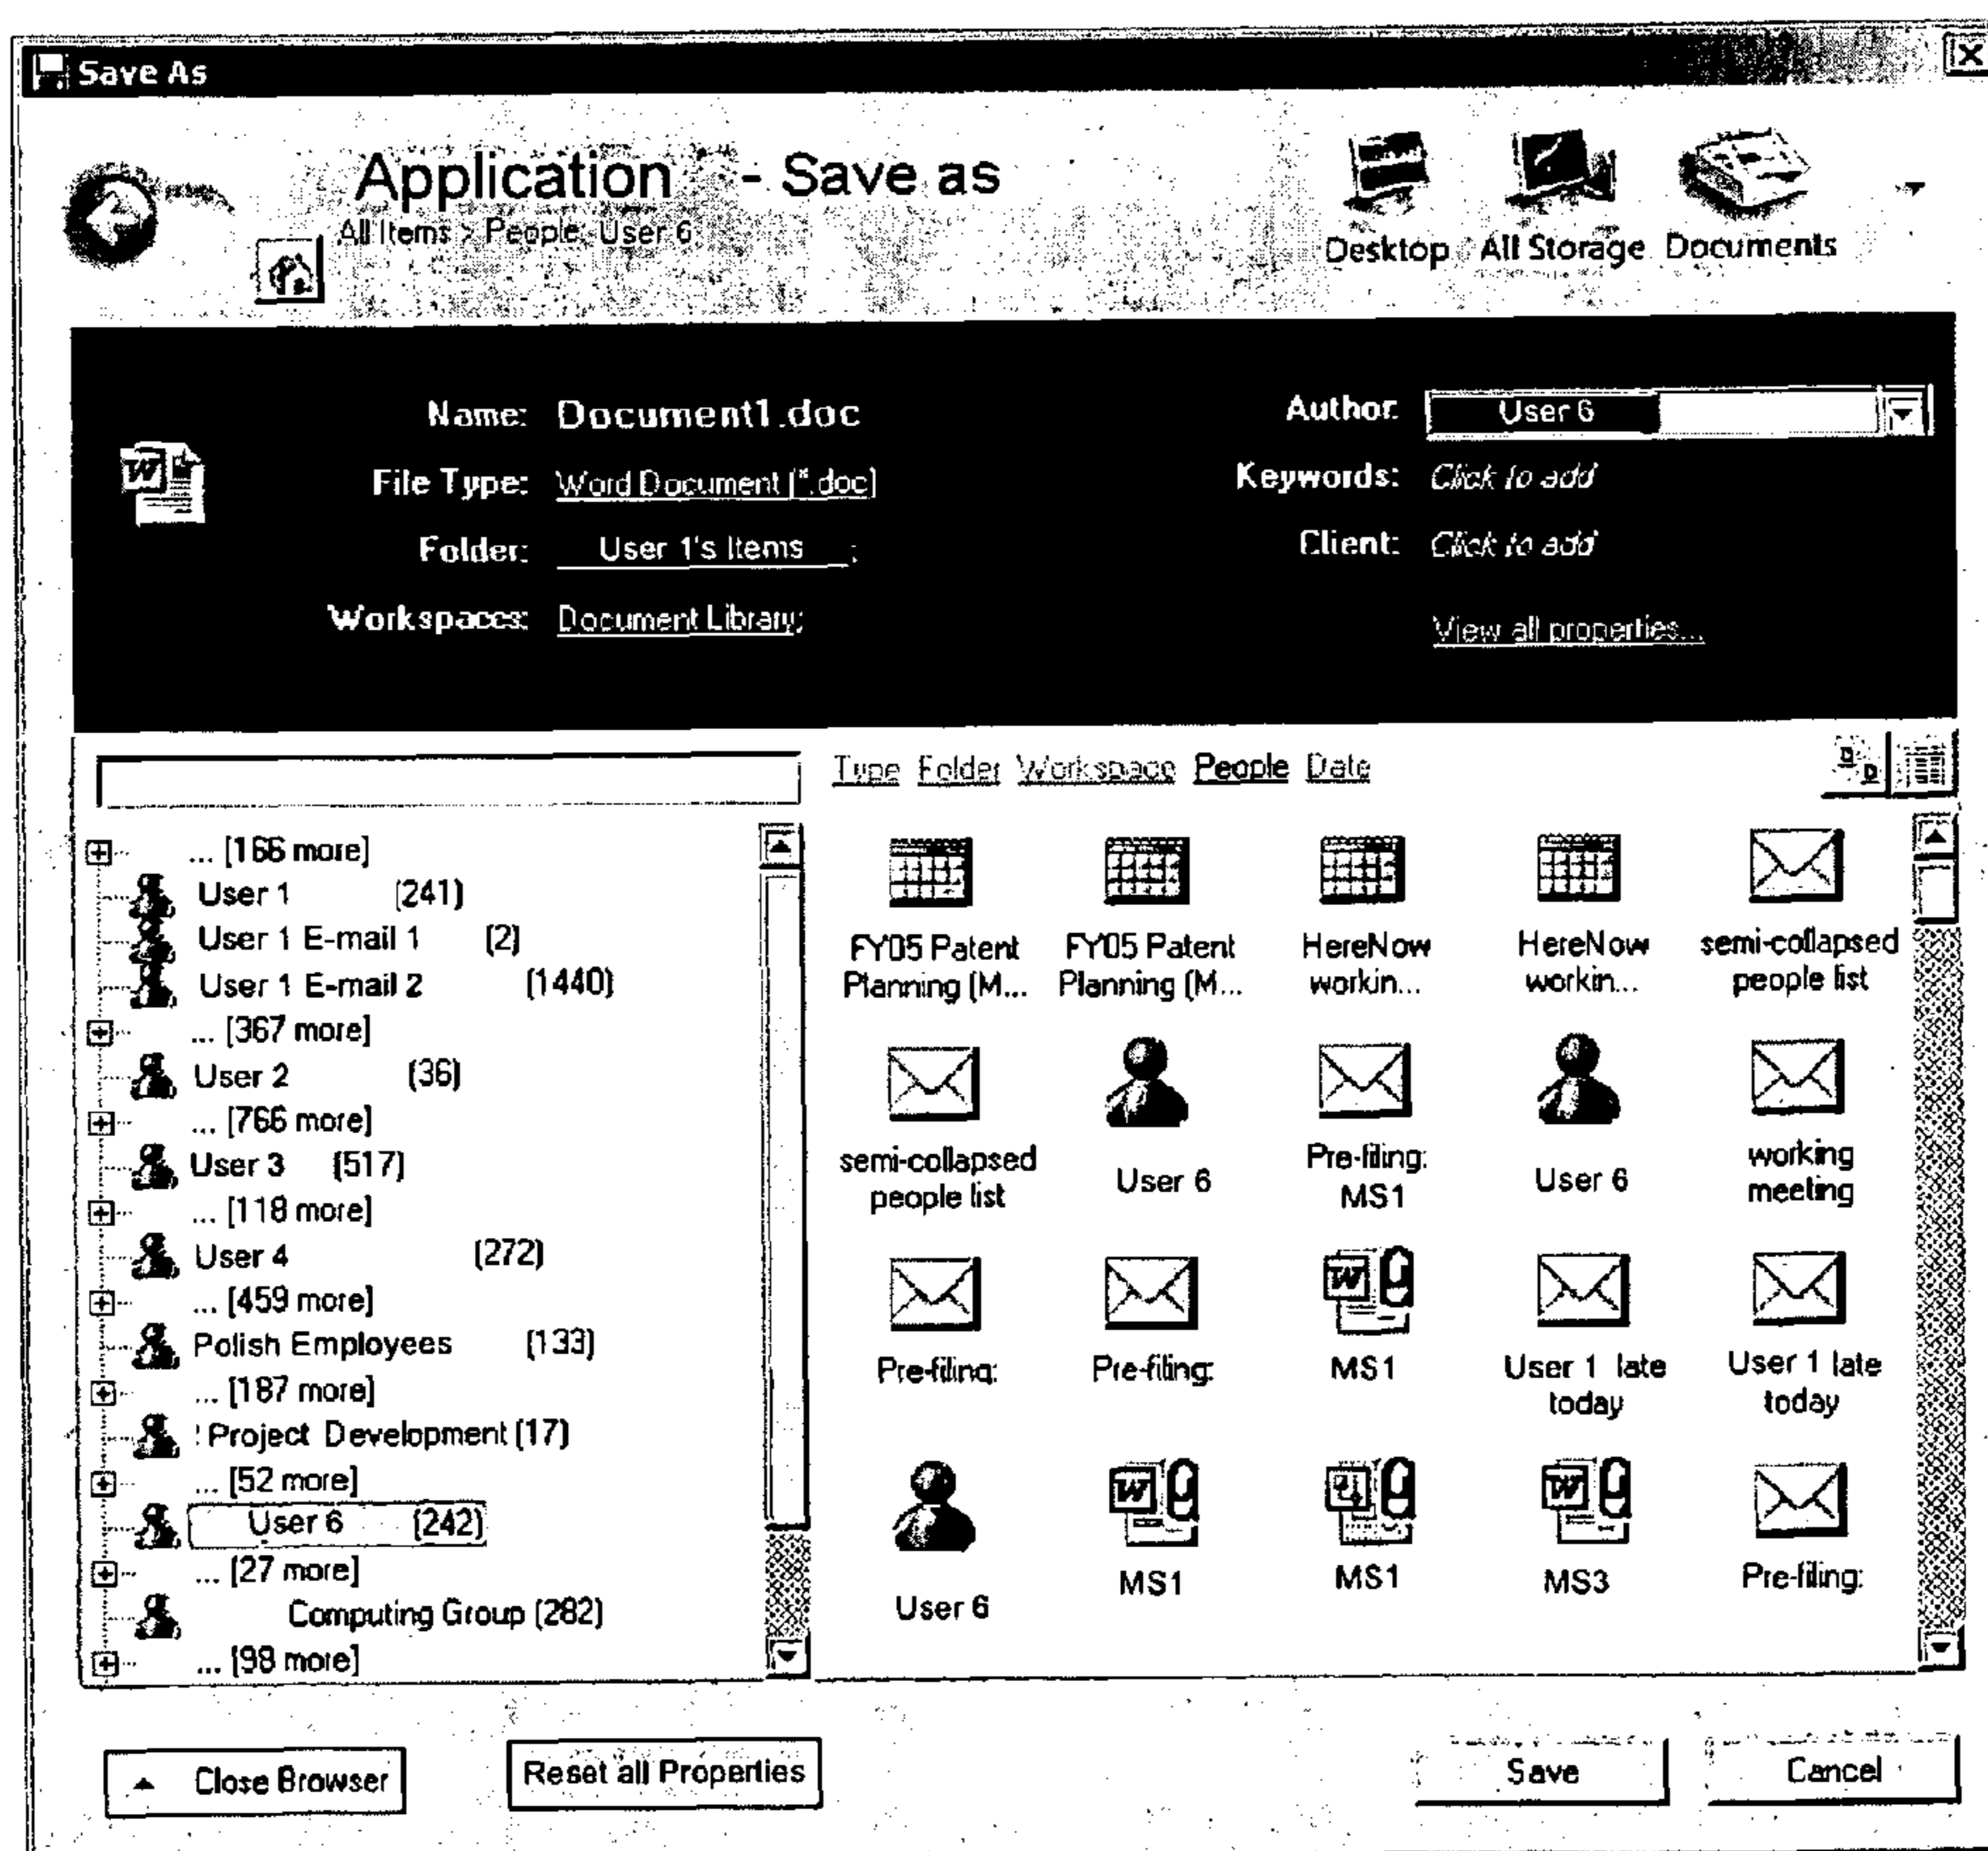 Save As
Application - Save as
All Items > People: User 6
Desktop All Storage Documents
Name: Document1.doc
Author: User 6
File Type: Word Document (*.doc)
Keywords: Click to add
Folder: User 1's Items ;
Client: Click to add
Workspaces: Document Library;
View all properties...
Type Folder Workspace People Date
... [166 more]
User 1 (241)
User 1 E-mail 1 (2)
User 1 E-mail 2 (1440)
... [367 more]
User 2 (36)
... [766 more]
User 3 (517)
... [118 more]
User 4 (272)
... [459 more]
Polish Employees (133)
... [187 more]
Project Development (17)
... [52 more]
User 6 (242)
... [27 more]
Computing Group (282)
... [98 more]
FY05 Patent
Planning (M...
FY05 Patent
Planning (M...
HereNow
workin...
HereNow
workin...
semi-collapsed
people list
semi-collapsed
people list
User 6
Pre-filing:
MS1
User 6
working
meeting
Pre-filing:
Pre-filing:
MS1
User 1 late
today
User 1 late
today
User 6
MS1
MS1
MS3
Pre-filing:
Close Browser
Reset all Properties
Save
Cancel